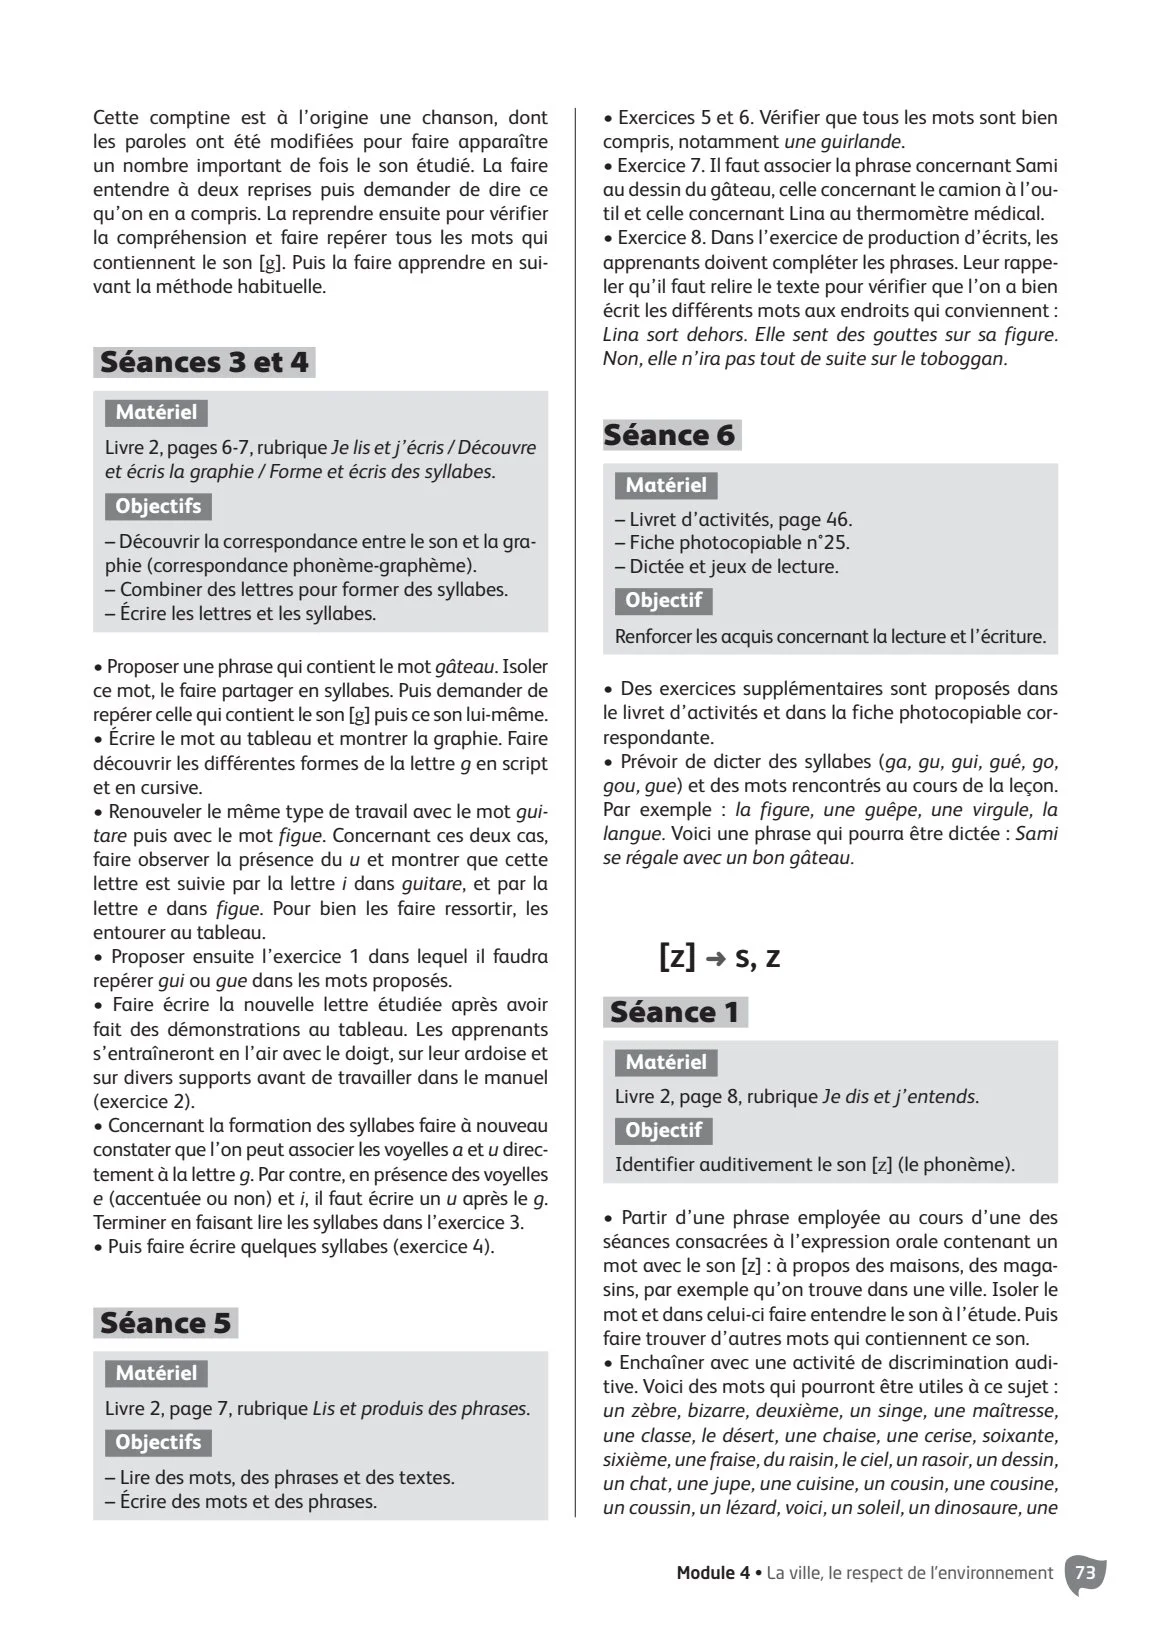 Cette comptine est à l’origine une chanson, dont
les paroles ont été modifiées pour faire apparaître
un nombre important de fois le son étudié. La faire
entendre à deux reprises puis demander de dire ce
qu’on en a compris. La reprendre ensuite pour vérifier
la compréhension et faire repérer tous les mots qui
contiennent le son [g]. Puis la faire apprendre en sui-
vant la méthode habituelle.
Séances 3 et 4
Matériel
Livre 2, pages 6-7, rubrique Je lis et j’écris / Découvre
et écris la graphie / Forme et écris des syllabes.
Objectifs
– Découvrir la correspondance entre le son et la gra-
phie (correspondance phonème-graphème).
– Combiner des lettres pour former des syllabes.
– Écrire les lettres et les syllabes.
• Proposer une phrase qui contient le mot gâteau. Isoler
ce mot, le faire partager en syllabes. Puis demander de
repérer celle qui contient le son [g] puis ce son lui-même.
• Écrire le mot au tableau et montrer la graphie. Faire
découvrir les différentes formes de la lettre g en script
et en cursive.
• Renouveler le même type de travail avec le mot gui-
tare puis avec le mot figue. Concernant ces deux cas,
faire observer la présence du u et montrer que cette
lettre est suivie par la lettre i dans guitare, et par la
lettre e dans figue. Pour bien les faire ressortir, les
entourer au tableau.
• Proposer ensuite l’exercice 1 dans lequel il faudra
repérer gui ou gue dans les mots proposés.
• Faire écrire la nouvelle lettre étudiée après avoir
fait des démonstrations au tableau. Les apprenants
s’entraîneront en l’air avec le doigt, sur leur ardoise et
sur divers supports avant de travailler dans le manuel
(exercice 2).
• Concernant la formation des syllabes faire à nouveau
constater que l’on peut associer les voyelles a et u direc-
tement à la lettre g. Par contre, en présence des voyelles
e (accentuée ou non) et i, il faut écrire un u après le g.
Terminer en faisant lire les syllabes dans l’exercice 3.
• Puis faire écrire quelques syllabes (exercice 4).
Séance 5
Matériel
Livre 2, page 7, rubrique Lis et produis des phrases.
Objectifs
– Lire des mots, des phrases et des textes.
– Écrire des mots et des phrases.
• Exercices 5 et 6. Vérifier que tous les mots sont bien
compris, notamment une guirlande.
• Exercice 7. Il faut associer la phrase concernant Sami
au dessin du gâteau, celle concernant le camion à l’ou-
til et celle concernant Lina au thermomètre médical.
• Exercice 8. Dans l’exercice de production d’écrits, les
apprenants doivent compléter les phrases. Leur rappe-
ler qu’il faut relire le texte pour vérifier que l’on a bien
écrit les différents mots aux endroits qui conviennent :
Lina sort dehors. Elle sent des gouttes sur sa figure.
Non, elle n’ira pas tout de suite sur le toboggan.
Séance 6
Matériel
– Livret d’activités, page 46.
– Fiche photocopiable n°25.
– Dictée et jeux de lecture.
Objectif
Renforcer les acquis concernant la lecture et l’écriture.
• Des exercices supplémentaires sont proposés dans
le livret d’activités et dans la fiche photocopiable cor-
respondante.
• Prévoir de dicter des syllabes (ga, gu, gui, gué, go,
gou, gue) et des mots rencontrés au cours de la leçon.
Par exemple : la figure, une guêpe, une virgule, la
langue. Voici une phrase qui pourra être dictée : Sami
se régale avec un bon gâteau.
[z] ➜ s, z
Séance 1
Matériel
Livre 2, page 8, rubrique Je dis et j’entends.
Objectif
Identifier auditivement le son [z] (le phonème).
• Partir d’une phrase employée au cours d’une des
séances consacrées à l’expression orale contenant un
mot avec le son [z] : à propos des maisons, des maga-
sins, par exemple qu’on trouve dans une ville. Isoler le
mot et dans celui-ci faire entendre le son à l’étude. Puis
faire trouver d’autres mots qui contiennent ce son.
• Enchaîner avec une activité de discrimination audi-
tive. Voici des mots qui pourront être utiles à ce sujet :
un zèbre, bizarre, deuxième, un singe, une maîtresse,
une classe, le désert, une chaise, une cerise, soixante,
sixième, une fraise, du raisin, le ciel, un rasoir, un dessin,
un chat, une jupe, une cuisine, un cousin, une cousine,
un coussin, un lézard, voici, un soleil, un dinosaure, une
Module 4 • La ville, le respect de l’environnement 73